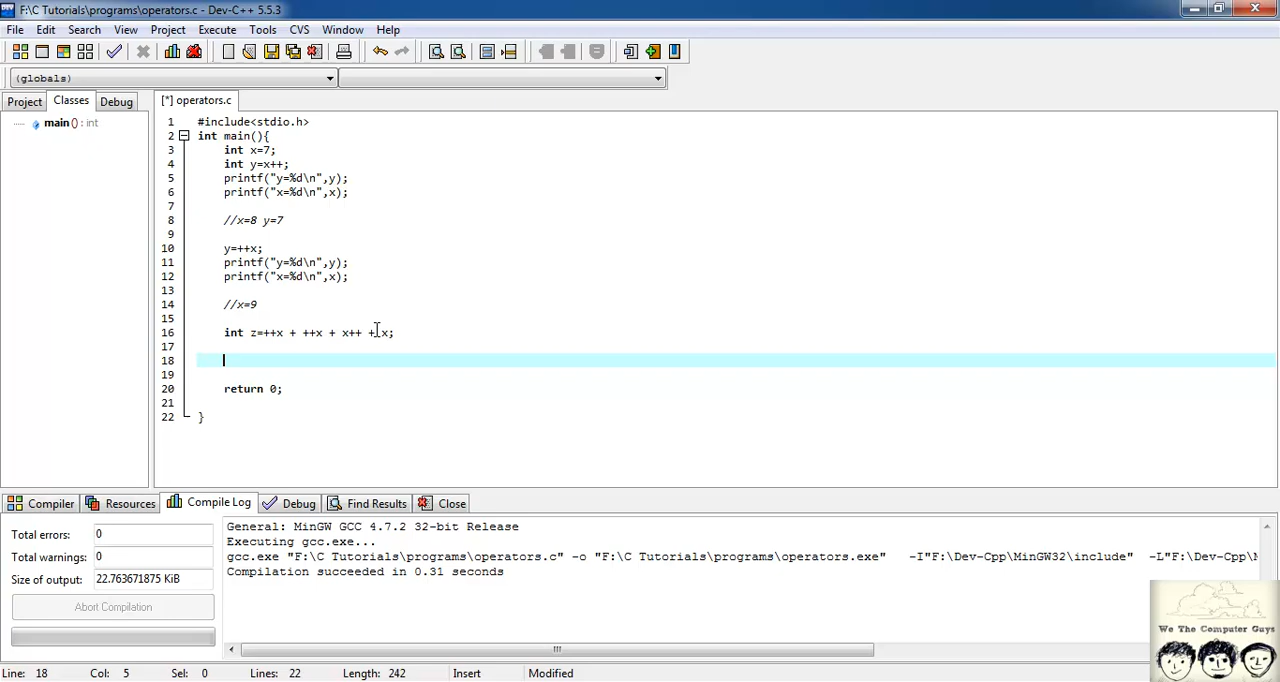 F:\C Tutorials\programs\operators.c - Dev-C++ 5.5.3
File Edit Search View Project Execute Tools CVS Window Help
(globals)
Project Classes Debug
[*] operators.c
main () : int
1 #include<stdio.h>
2 int main(){
3 int x=7;
4 int y=x++;
5 printf("y=%d\n",y);
6 printf("x=%d\n",x);
7
8 //x=8 y=7
9
10 y=++x;
11 printf("y=%d\n",y);
12 printf("x=%d\n",x);
13
14 //x=9
15
16 int z=++x + ++x + x++ + x;
17
18
19
20 return 0;
21
22 }
Compiler Resources Compile Log Debug Find Results Close
Total errors: 0
Total warnings: 0
Size of output: 22.763671875 KiB
Abort Compilation
General: MinGW GCC 4.7.2 32-bit Release
Executing gcc.exe...
gcc.exe "F:\C Tutorials\programs\operators.c" -o "F:\C Tutorials\programs\operators.exe" -I"F:\Dev-Cpp\MinGW32\include" -L"F:\Dev-Cpp\
Compilation succeeded in 0.31 seconds
We The Computer Guys
Line: 18 Col: 5 Sel: 0 Lines: 22 Length: 242 Insert Modified